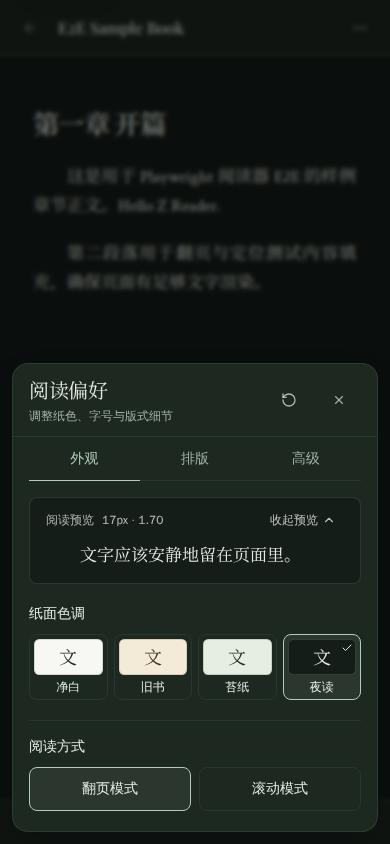 E2E Sample Book
第一章 开篇
这是用于 Playwright 阅读器 E2E 的样例
章节正文。Hello Z Reader.
第二段落用于翻页与定位测试内容填
充，确保页面有足够文字渲染。
阅读偏好
调整纸色、字号与版式细节
外观
排版
高级
阅读预览 17px · 1.70
收起预览
文字应该安静地留在页面里。
纸面色调
文
文
文
文
净白
旧书
苔纸
夜读
阅读方式
翻页模式
滚动模式